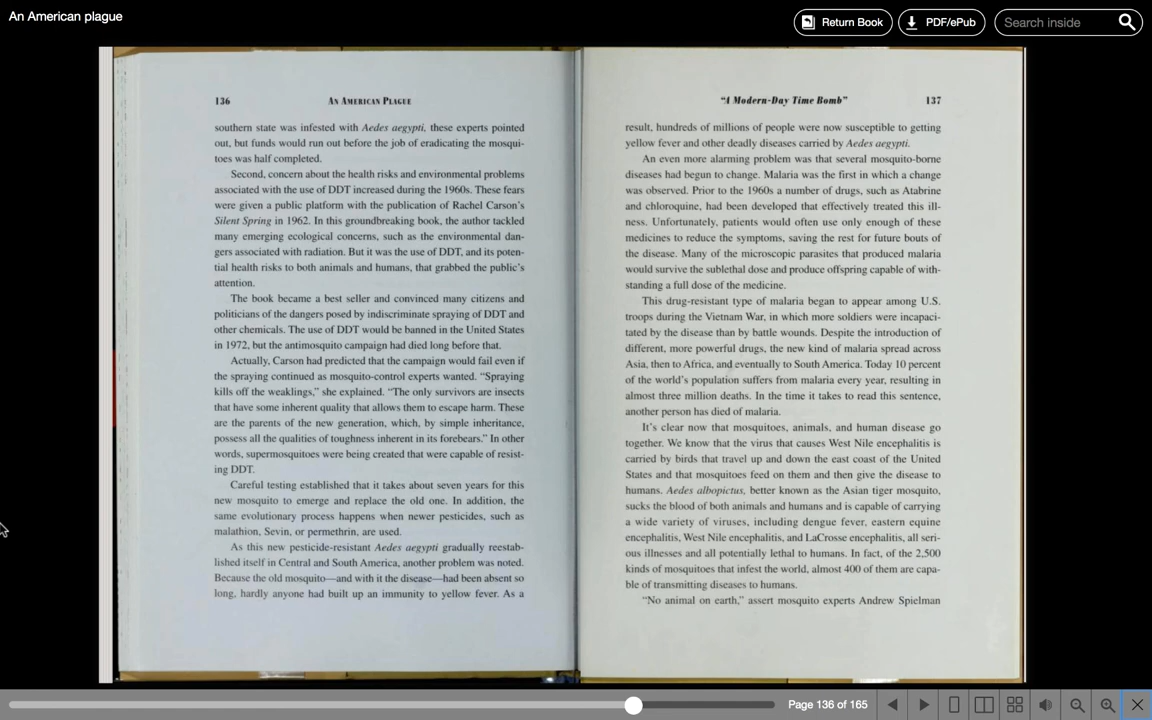 An American plague
Return Book
PDF/ePub
Search inside
136
AN AMERICAN PLAGUE
southern state was infested with Aedes aegypti, these experts pointed
out, but funds would run out before the job of eradicating the mosqui-
toes was half completed.
Second, concern about the health risks and environmental problems
associated with the use of DDT increased during the 1960s. These fears
were given a public platform with the publication of Rachel Carson's
Silent Spring in 1962. In this groundbreaking book, the author tackled
many emerging ecological concerns, such as the environmental dan-
gers associated with radiation. But it was the use of DDT, and its poten-
tial health risks to both animals and humans, that grabbed the public's
attention.
The book became a best seller and convinced many citizens and
politicians of the dangers posed by indiscriminate spraying of DDT and
other chemicals. The use of DDT would be banned in the United States
in 1972, but the antimosquito campaign had died long before that.
Actually, Carson had predicted that the campaign would fail even if
the spraying continued as mosquito-control experts wanted. "Spraying
kills off the weaklings," she explained. "The only survivors are insects
that have some inherent quality that allows them to escape harm. These
are the parents of the new generation, which, by simple inheritance,
possess all the qualities of toughness inherent in its forebears." In other
words, supermosquitoes were being created that were capable of resist-
ing DDT.
Careful testing established that it takes about seven years for this
new mosquito to emerge and replace the old one. In addition, the
same evolutionary process happens when newer pesticides, such as
malathion, Sevin, or permethrin, are used.
As this new pesticide-resistant Aedes aegypti gradually reestab-
lished itself in Central and South America, another problem was noted.
Because the old mosquito—and with it the disease—had been absent so
long, hardly anyone had built up an immunity to yellow fever. As a
"A Modern-Day Time Bomb"
137
result, hundreds of millions of people were now susceptible to getting
yellow fever and other deadly diseases carried by Aedes aegypti.
An even more alarming problem was that several mosquito-borne
diseases had begun to change. Malaria was the first in which a change
was observed. Prior to the 1960s a number of drugs, such as Atabrine
and chloroquine, had been developed that effectively treated this ill-
ness. Unfortunately, patients would often use only enough of these
medicines to reduce the symptoms, saving the rest for future bouts of
the disease. Many of the microscopic parasites that produced malaria
would survive the sublethal dose and produce offspring capable of with-
standing a full dose of the medicine.
This drug-resistant type of malaria began to appear among U.S.
troops during the Vietnam War, in which more soldiers were incapaci-
tated by the disease than by battle wounds. Despite the introduction of
different, more powerful drugs, the new kind of malaria spread across
Asia, then to Africa, and eventually to South America. Today 10 percent
of the world's population suffers from malaria every year, resulting in
almost three million deaths. In the time it takes to read this sentence,
another person has died of malaria.
It's clear now that mosquitoes, animals, and human disease go
together. We know that the virus that causes West Nile encephalitis is
carried by birds that travel up and down the east coast of the United
States and that mosquitoes feed on them and then give the disease to
humans. Aedes albopictus, better known as the Asian tiger mosquito,
sucks the blood of both animals and humans and is capable of carrying
a wide variety of viruses, including dengue fever, eastern equine
encephalitis, West Nile encephalitis, and LaCrosse encephalitis, all seri-
ous illnesses and all potentially lethal to humans. In fact, of the 2,500
kinds of mosquitoes that infest the world, almost 400 of them are capa-
ble of transmitting diseases to humans.
"No animal on earth," assert mosquito experts Andrew Spielman
Page 136 of 165